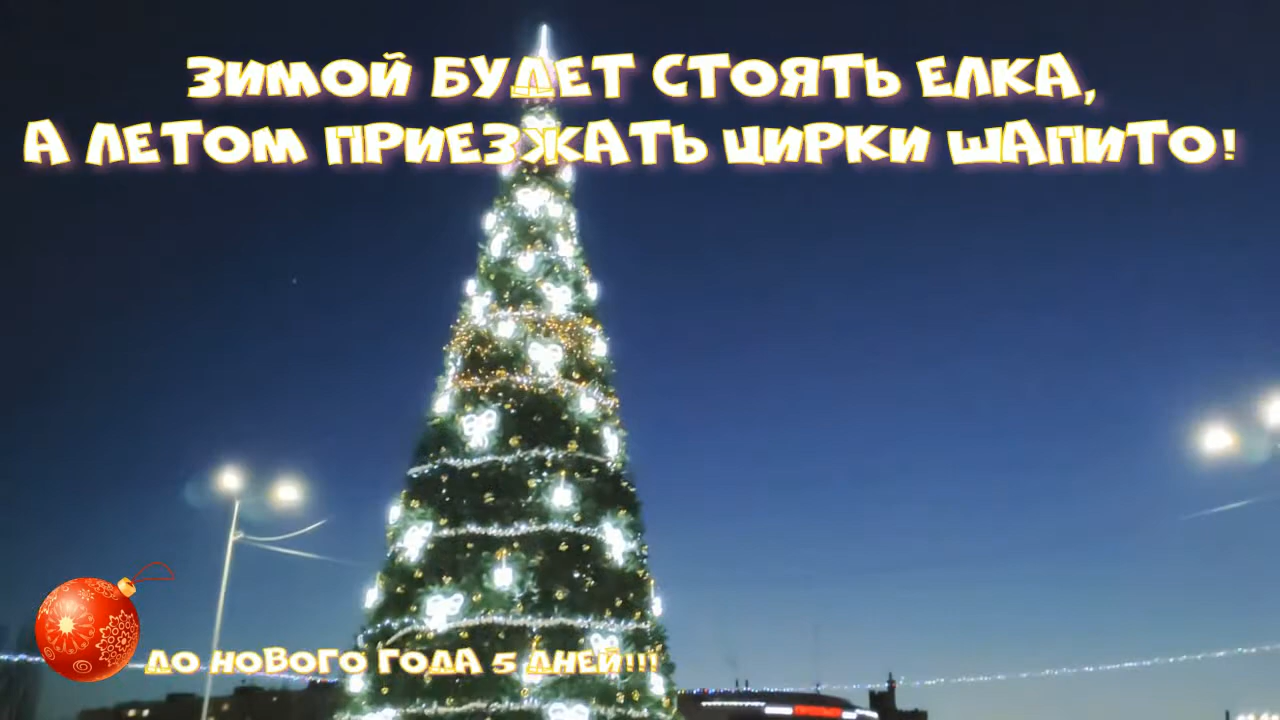 ЗИМОЙ БУДЕТ СТОЯТЬ ЕЛКА,
А ЛЕТОМ ПРИЕЗЖАТЬ ЦИРКИ ШАПИТО!
ДО НОВОГО ГОДА 5 ДНЕЙ!!!